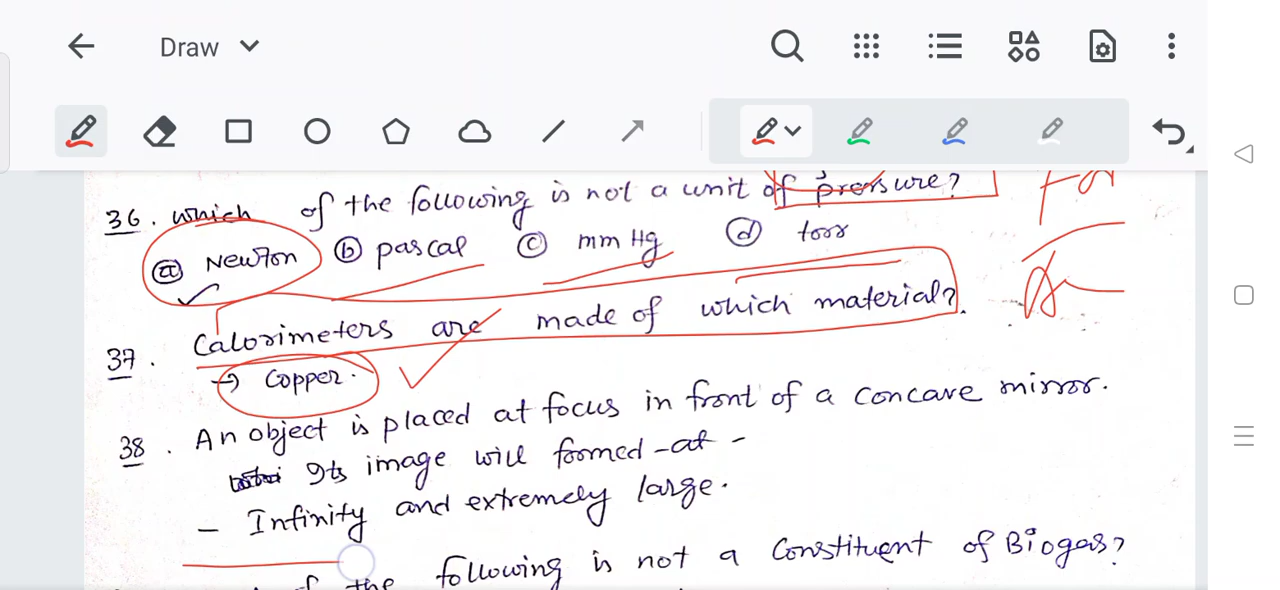 Draw
36. which of the following is not a unit of pressure?
ⓐ Newton ⓑ pascal ⓒ mm Hg ⓓ torr
37. Calorimeters are made of which material?
→ Copper.
38. An object is placed at focus in front of a concave mirror.
Its image will formed at -
- Infinity and extremely large.
of the following is not a constituent of Biogas?